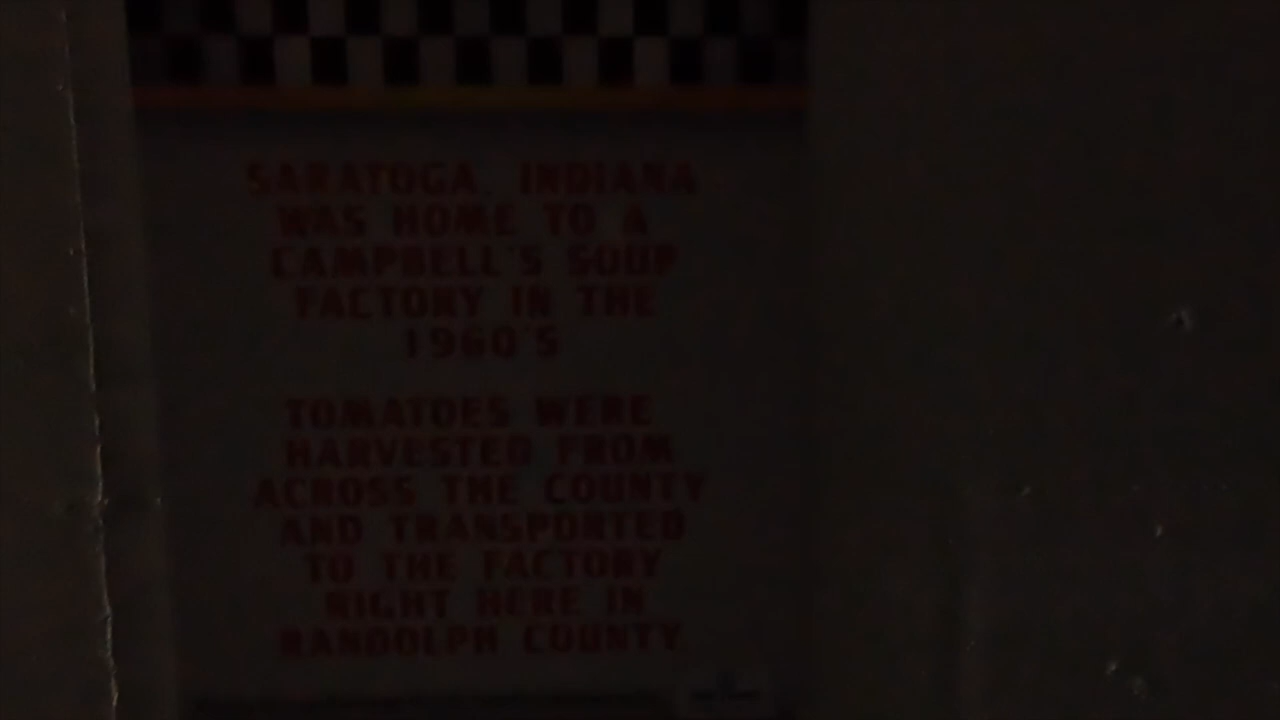 SARATOGA, INDIANA
WAS HOME TO A
CAMPBELL'S SOUP
FACTORY IN THE
1960'S
TOMATOES WERE
HARVESTED FROM
ACROSS THE COUNTY
AND TRANSPORTED
TO THE FACTORY
RIGHT HERE IN
RANDOLPH COUNTY.